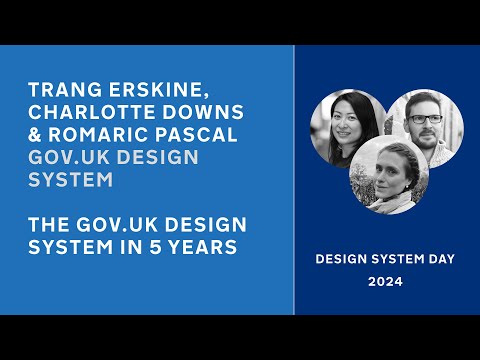 TRANG ERSKINE,
CHARLOTTE DOWNS
& ROMARIC PASCAL
GOV.UK DESIGN
SYSTEM
THE GOV.UK DESIGN
SYSTEM IN 5 YEARS
DESIGN SYSTEM DAY
2024